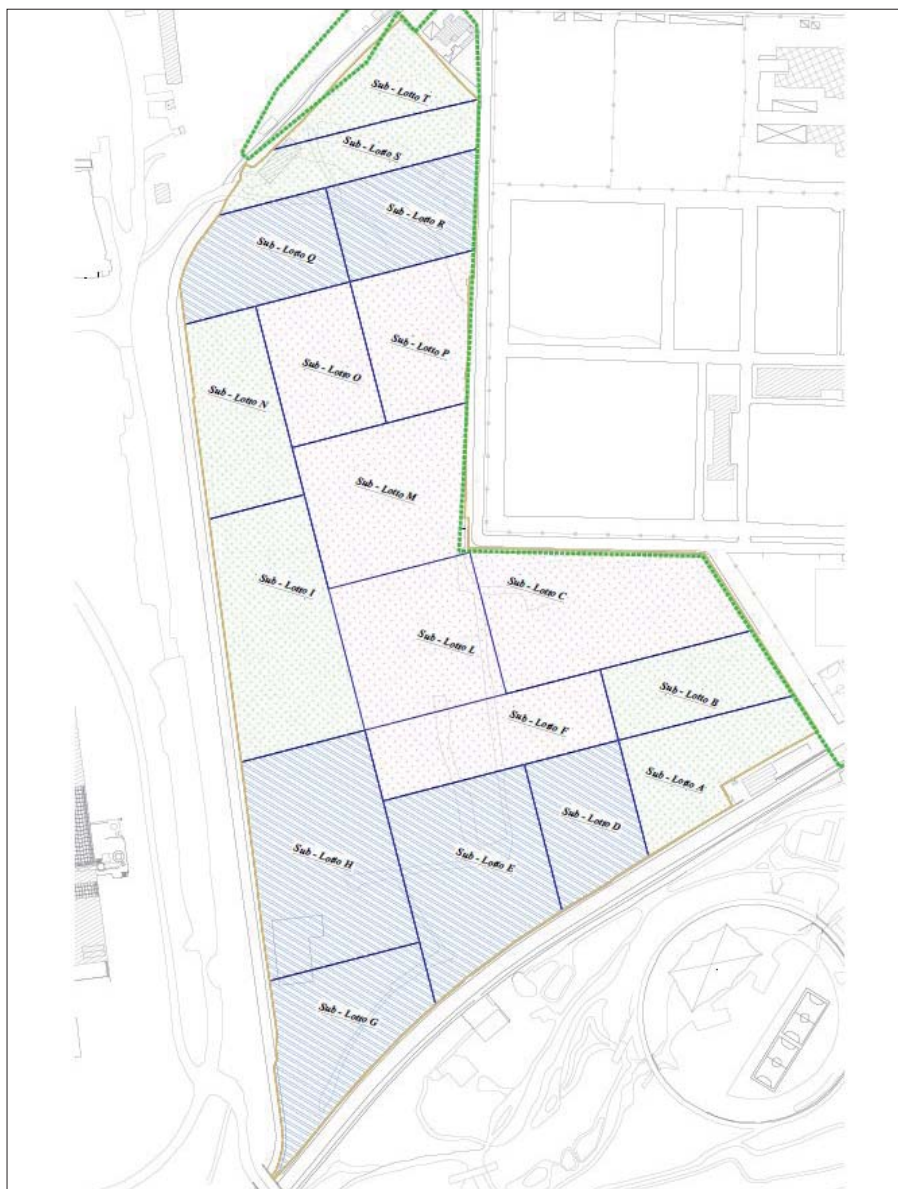 Sub - Lotto T
Sub - Lotto S
Sub - Lotto R
Sub - Lotto Q
Sub - Lotto P
Sub - Lotto O
Sub - Lotto N
Sub - Lotto M
Sub - Lotto I
Sub - Lotto C
Sub - Lotto L
Sub - Lotto B
Sub - Lotto F
Sub - Lotto A
Sub - Lotto D
Sub - Lotto H
Sub - Lotto E
Sub - Lotto G